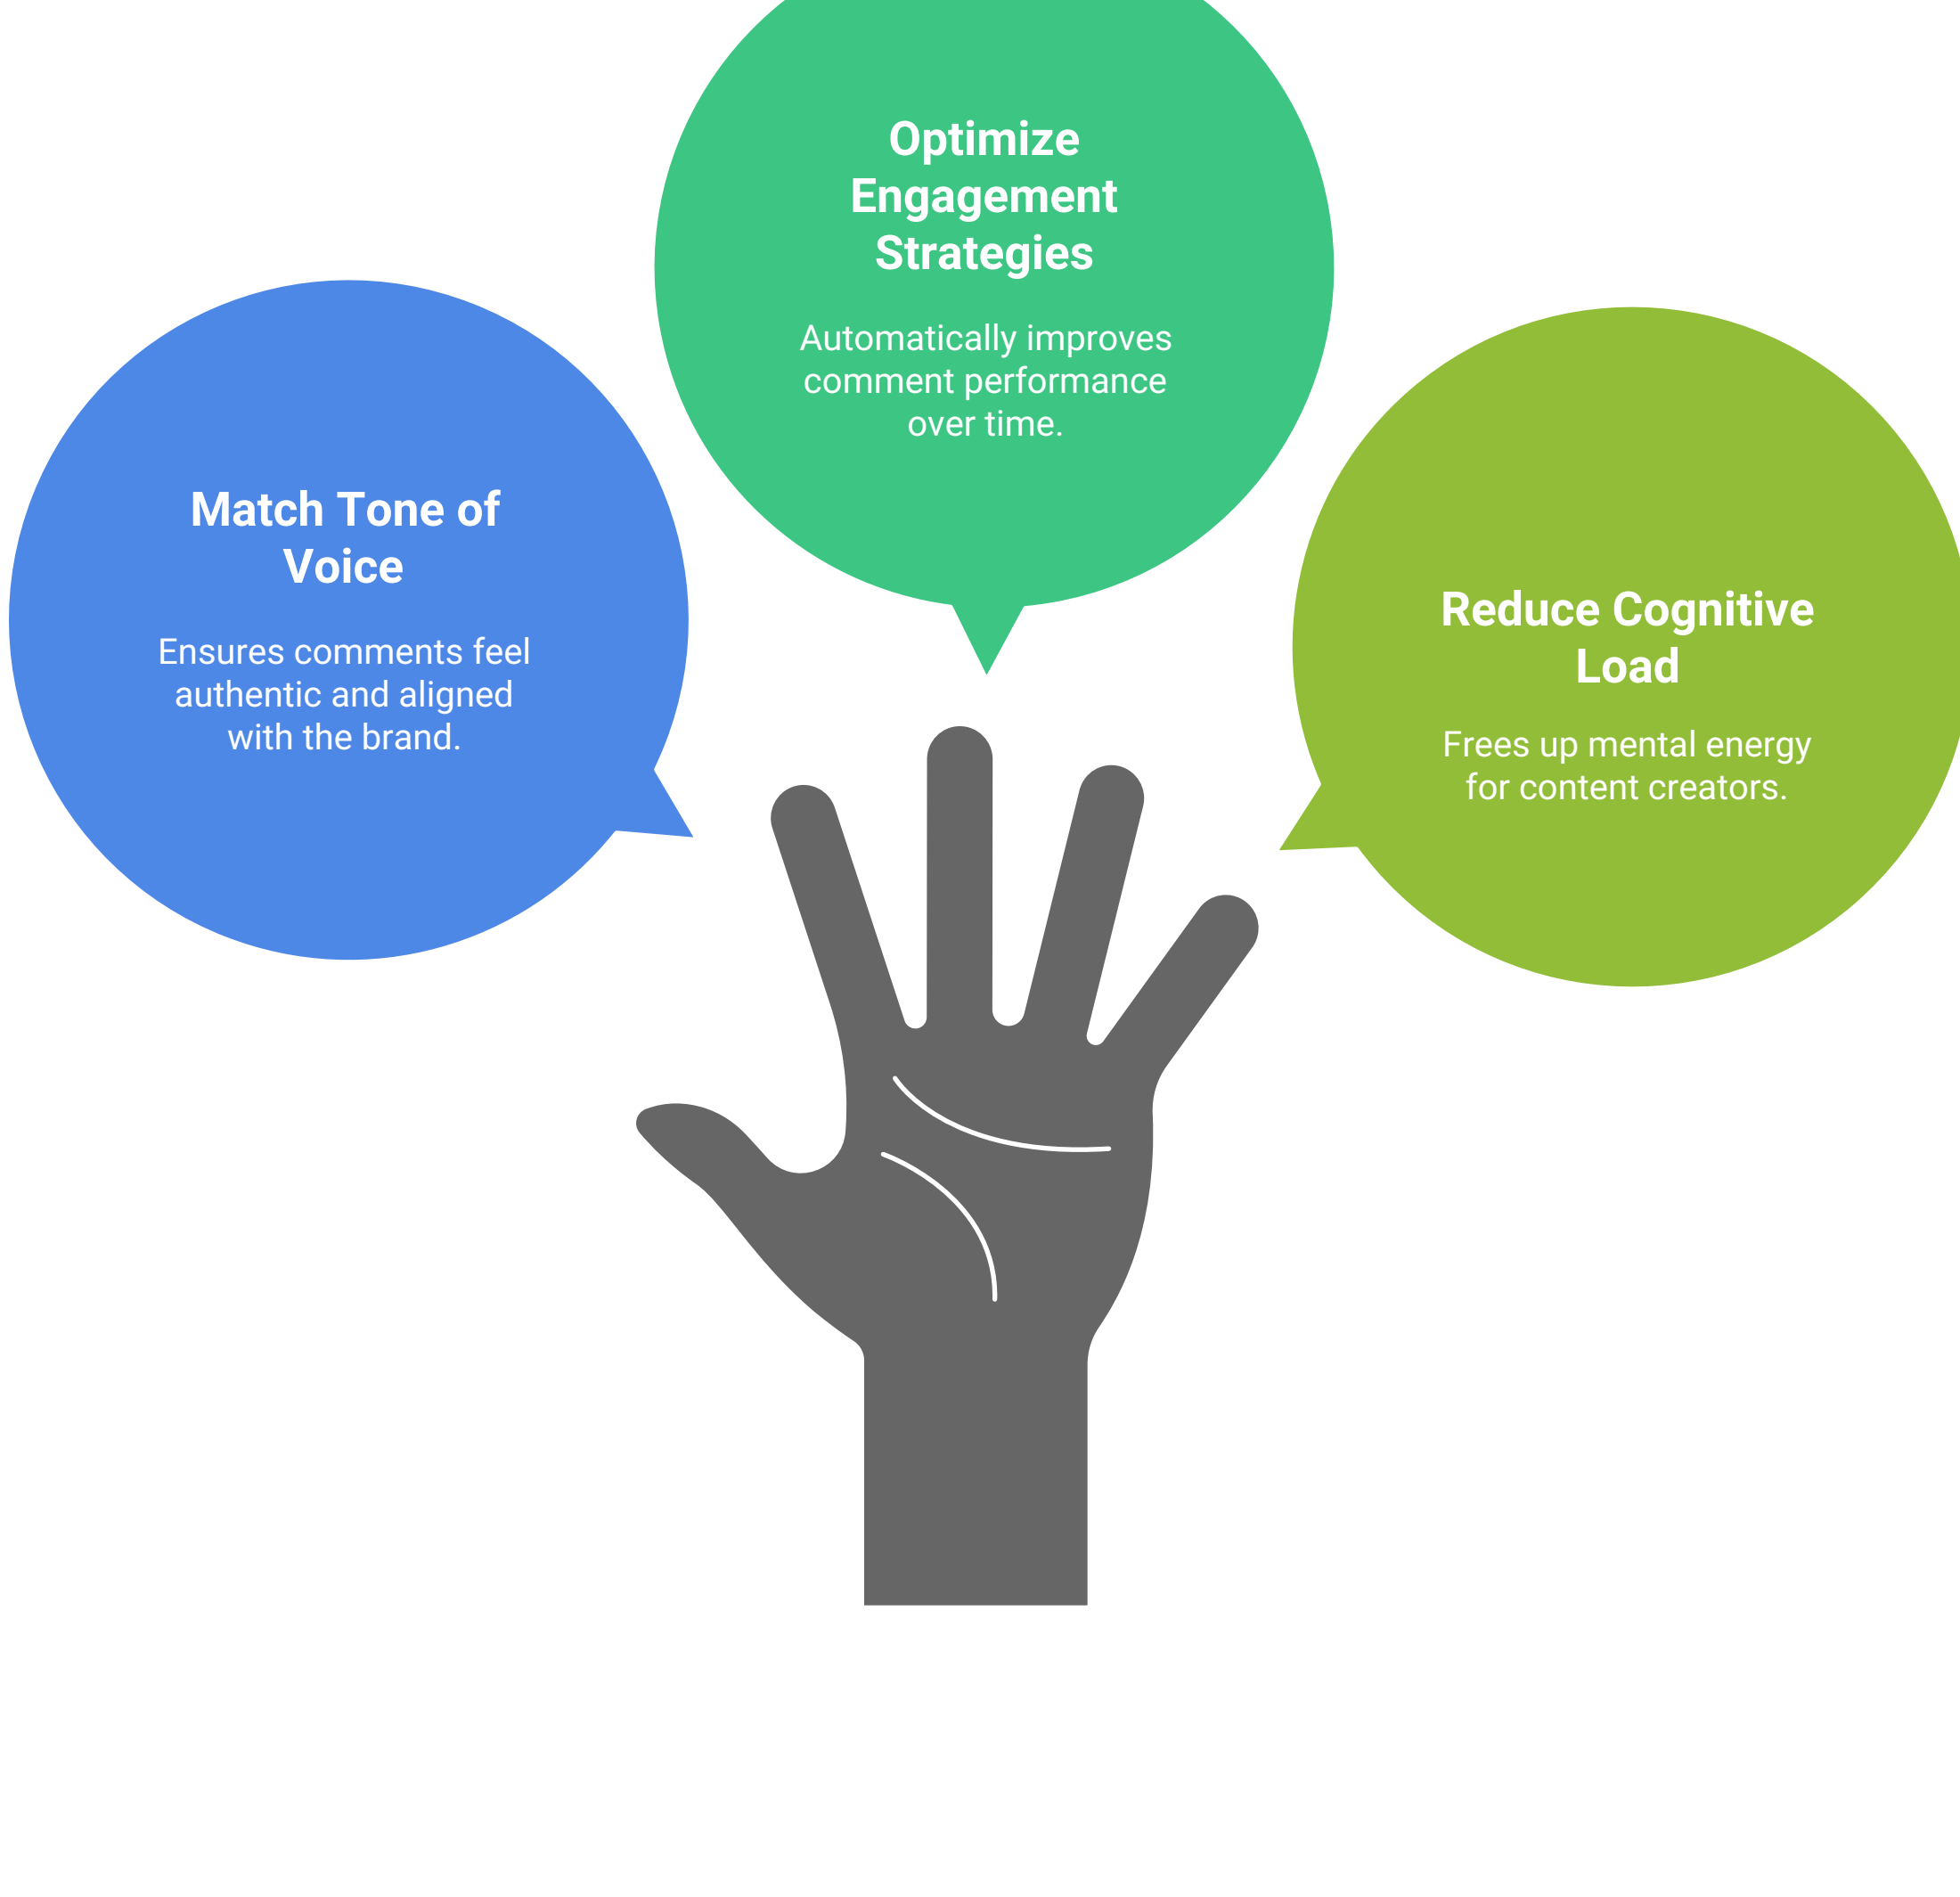 Optimize
Engagement
Strategies
Automatically improves
comment performance
over time.
Match Tone of
Voice
Ensures comments feel
authentic and aligned
with the brand.
Reduce Cognitive
Load
Frees up mental energy
for content creators.